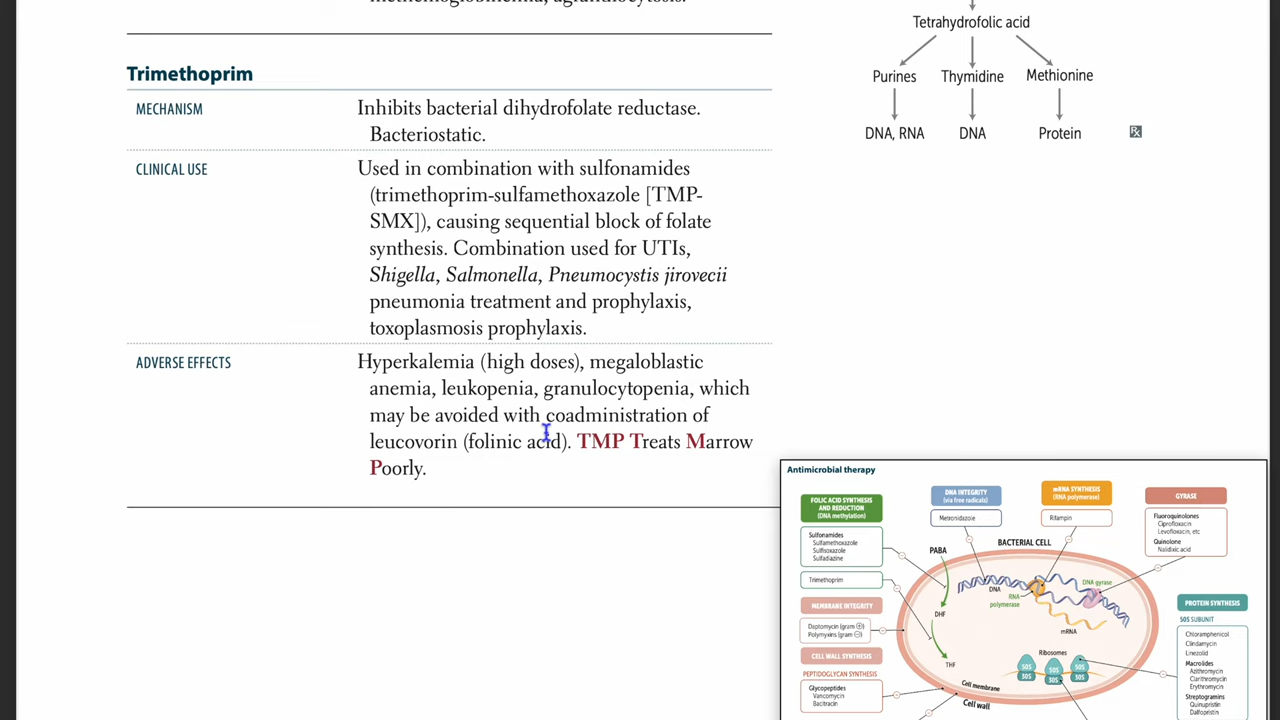 methemoglobinemia, agranulocytosis.
Tetrahydrofolic acid
Purines Thymidine Methionine
DNA, RNA DNA Protein
Rx
Trimethoprim
MECHANISM
Inhibits bacterial dihydrofolate reductase.
Bacteriostatic.
CLINICAL USE
Used in combination with sulfonamides
(trimethoprim-sulfamethoxazole [TMP-
SMX]), causing sequential block of folate
synthesis. Combination used for UTIs,
Shigella, Salmonella, Pneumocystis jirovecii
pneumonia treatment and prophylaxis,
toxoplasmosis prophylaxis.
ADVERSE EFFECTS
Hyperkalemia (high doses), megaloblastic
anemia, leukopenia, granulocytopenia, which
may be avoided with coadministration of
leucovorin (folinic acid). TMP Treats Marrow
Poorly.
Antimicrobial therapy
FOLIC ACID SYNTHESIS
AND REDUCTION
(DNA methylation)
Sulfonamides
Sulfamethoxazole
Sulfisoxazole
Sulfadiazine
Trimethoprim
MEMBRANE INTEGRITY
Daptomycin (gram ⊕)
Polymyxins (gram ⊖)
CELL WALL SYNTHESIS
PEPTIDOGLYCAN SYNTHESIS
Glycopeptides
Vancomycin
Bacitracin
DNA INTEGRITY
(via free radicals)
Metronidazole
mRNA SYNTHESIS
(RNA polymerase)
Rifampin
GYRASE
Fluoroquinolones
Ciprofloxacin
Levofloxacin, etc
Quinolone
Nalidixic acid
BACTERIAL CELL
PABA
DHF
THF
DNA
RNA
polymerase
DNA gyrase
mRNA
Ribosomes
50S 50S 50S
30S 30S 30S
Cell membrane
Cell wall
PROTEIN SYNTHESIS
50S SUBUNIT
Chloramphenicol
Clindamycin
Linezolid
Macrolides
Azithromycin
Clarithromycin
Erythromycin
Streptogramins
Quinupristin
Dalfopristin